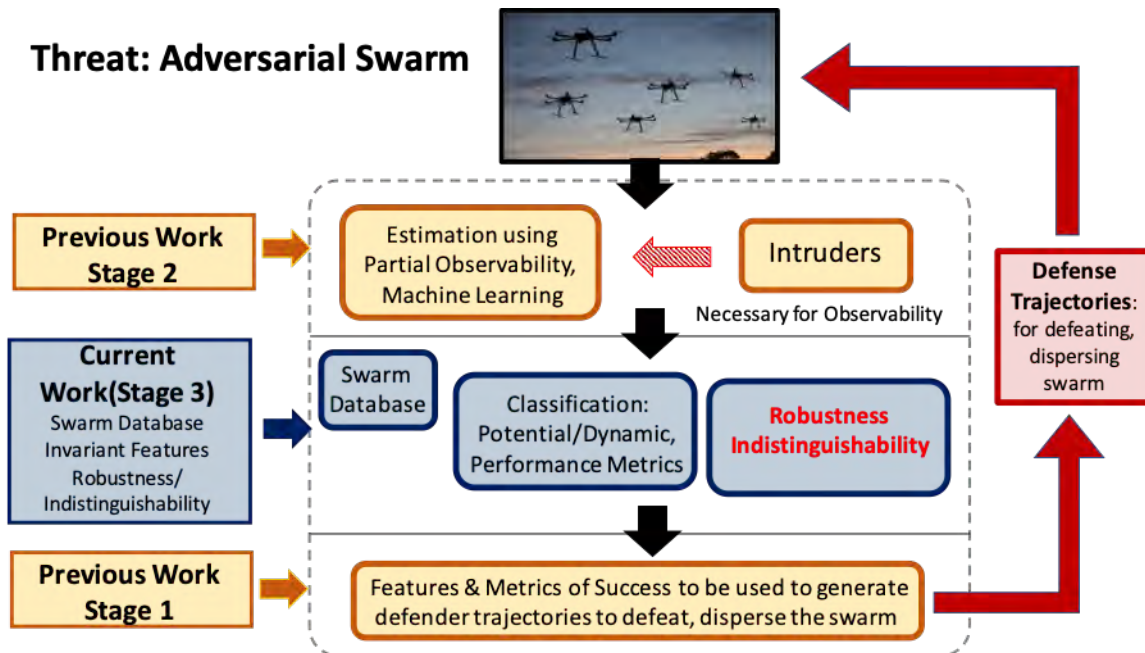 Threat: Adversarial Swarm
Previous Work
Stage 2
Estimation using
Partial Observability,
Machine Learning
Intruders
Necessary for Observability
Defense
Trajectories:
for defeating,
dispersing
swarm
Current
Work(Stage 3)
Swarm Database
Invariant Features
Robustness/
Indistinguishability
Swarm
Database
Classification:
Potential/Dynamic,
Performance Metrics
Robustness
Indistinguishability
Previous Work
Stage 1
Features & Metrics of Success to be used to generate
defender trajectories to defeat, disperse the swarm